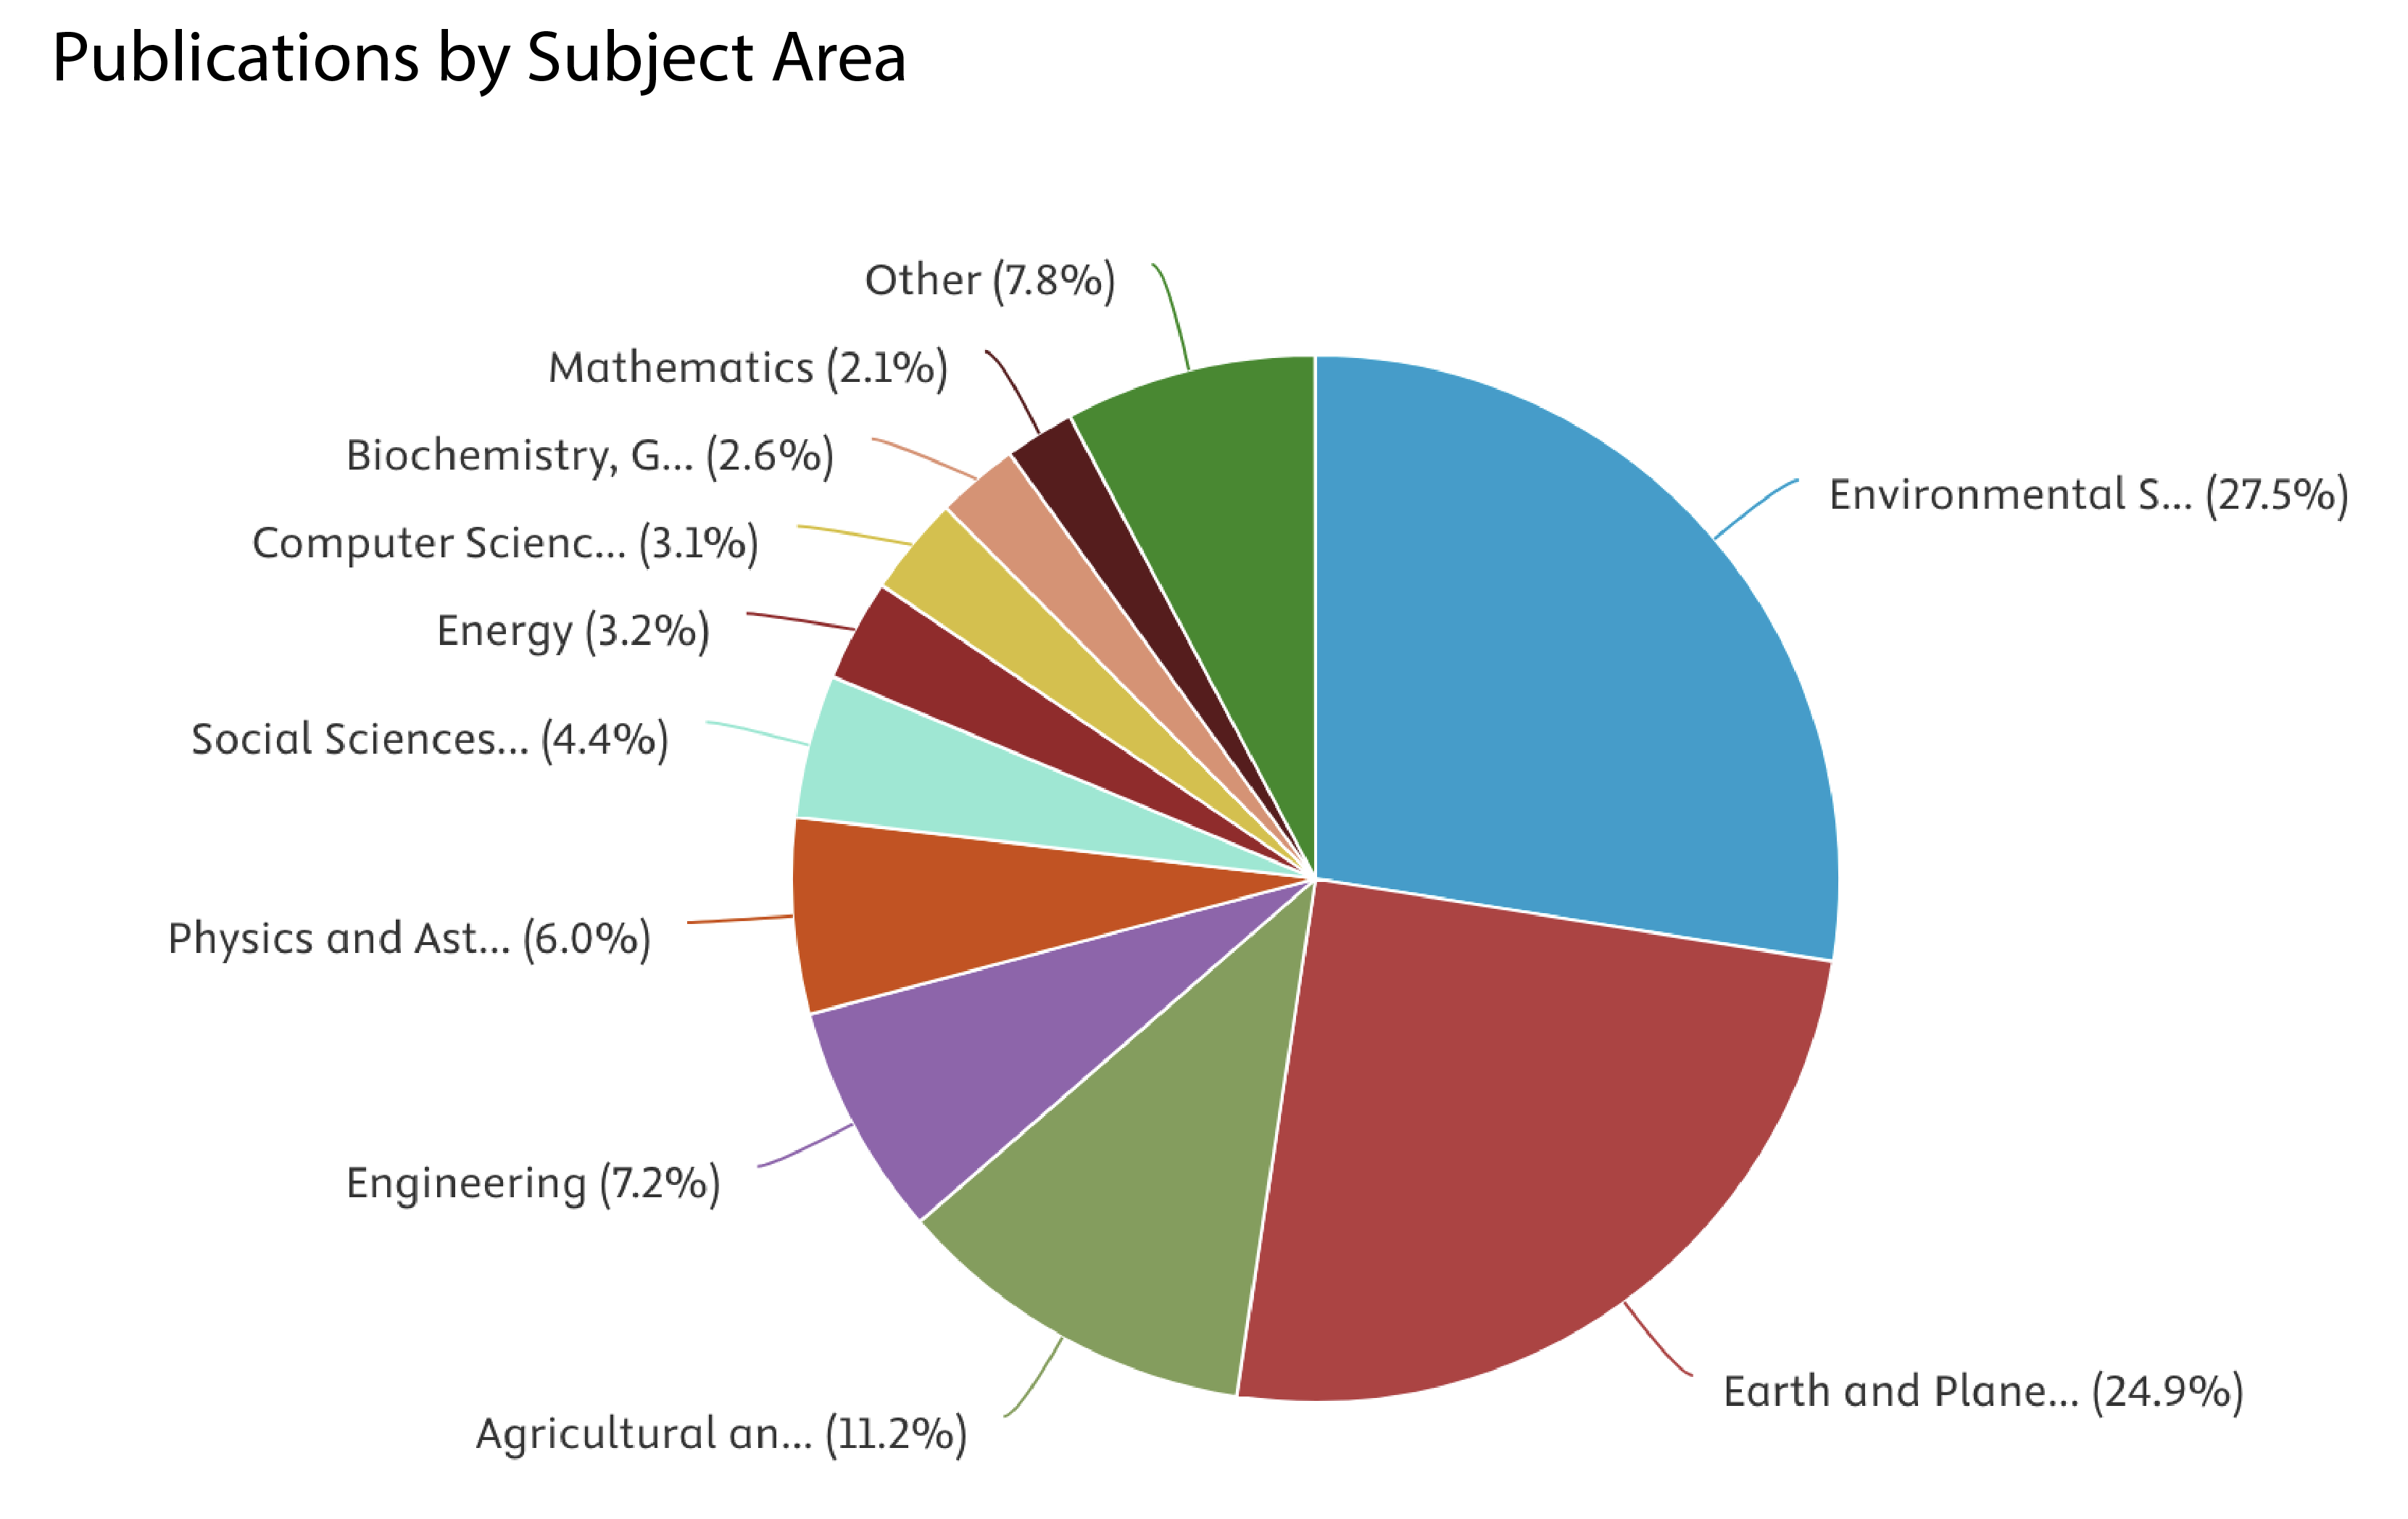 Publications by Subject Area
Other (7.8%)
Mathematics (2.1%)
Biochemistry, G... (2.6%)
Environmental S... (27.5%)
Computer Scienc... (3.1%)
Energy (3.2%)
Social Sciences... (4.4%)
Physics and Ast... (6.0%)
Engineering (7.2%)
Earth and Plane... (24.9%)
Agricultural an... (11.2%)